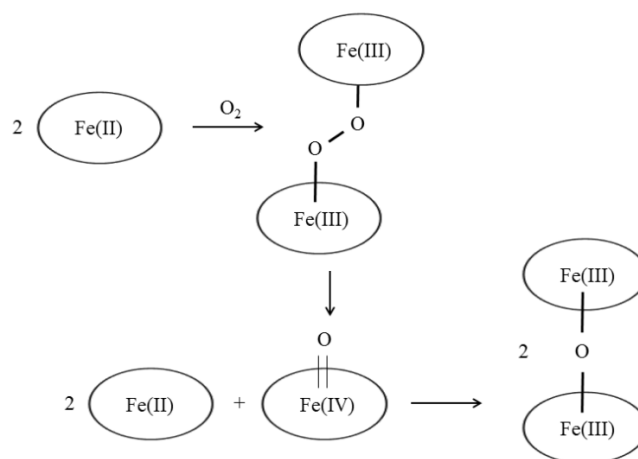 Fe(III)
2 Fe(II) O₂ O
O
Fe(III)
Fe(III)
O
2 O
2 Fe(II) + Fe(IV)
Fe(III)